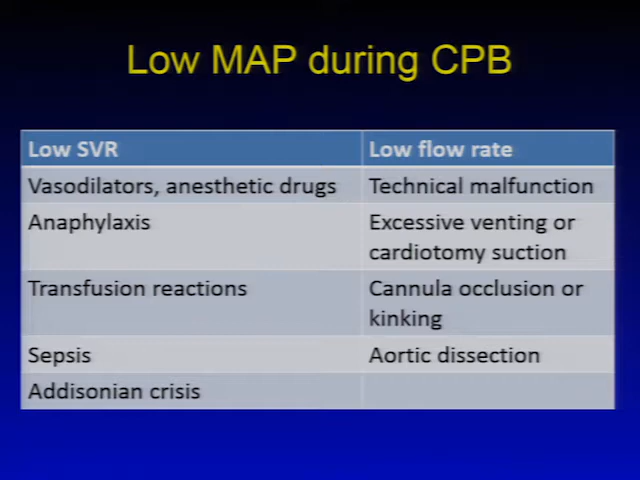 Low MAP during CPB
Low SVR
Low flow rate
Vasodilators, anesthetic drugs
Technical malfunction
Anaphylaxis
Excessive venting or
cardiotomy suction
Transfusion reactions
Cannula occlusion or
kinking
Sepsis
Aortic dissection
Addisonian crisis